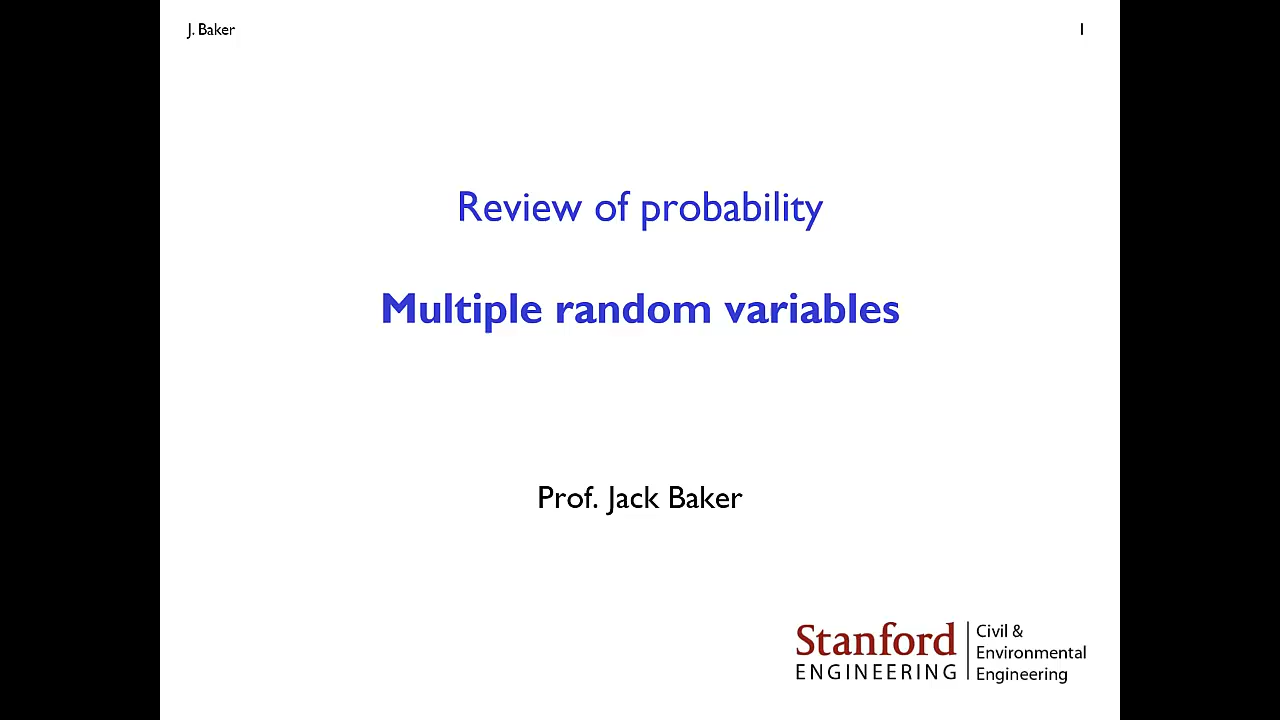 J. Baker
1
Review of probability
Multiple random variables
Prof. Jack Baker
Stanford
ENGINEERING
Civil &
Environmental
Engineering